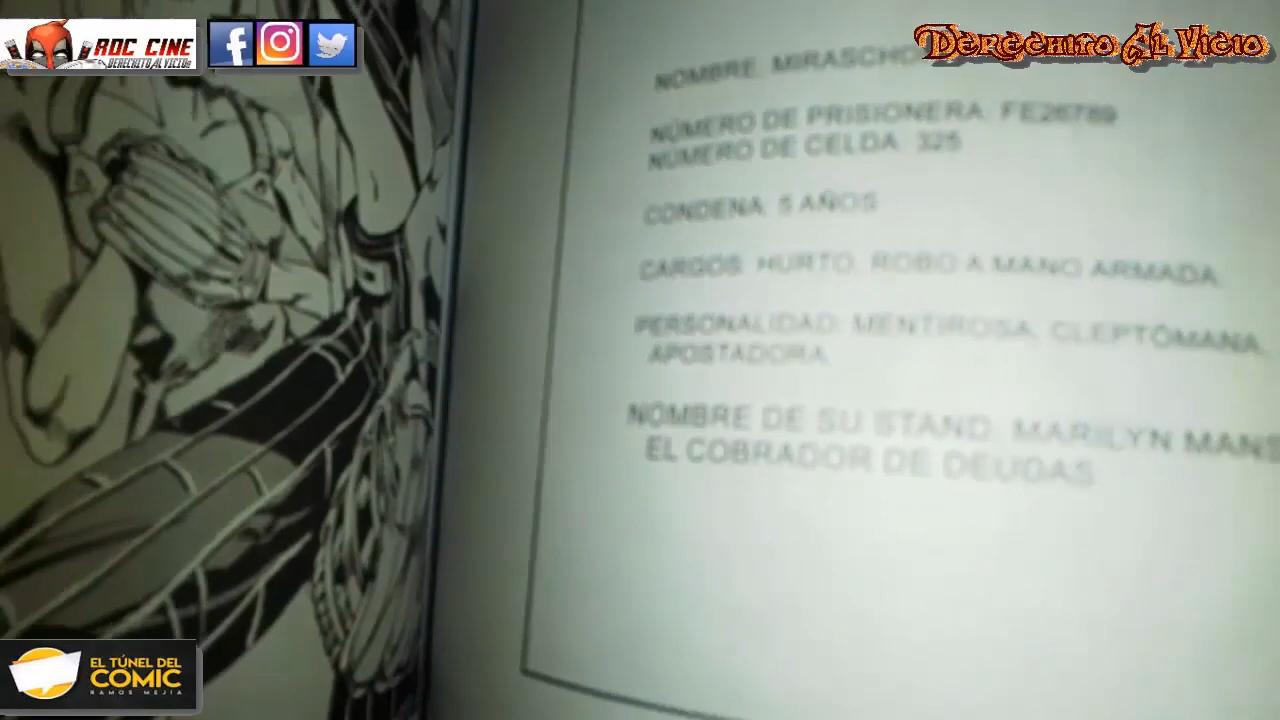 ROC CINE
DERECHITO AL VICIO
DERECHITO AL VICIO
NOMBRE: MIRASCHO
NÚMERO DE PRISIONERA: FE26789
NÚMERO DE CELDA: 325
CONDENA: 5 AÑOS
CARGOS: HURTO, ROBO A MANO ARMADA
PERSONALIDAD: MENTIROSA, CLEPTÓMANA,
APOSTADORA
NOMBRE DE SU STAND: MARILYN MANS
EL COBRADOR DE DEUDAS
EL TÚNEL DEL
COMIC
RAMOS MEJÍA